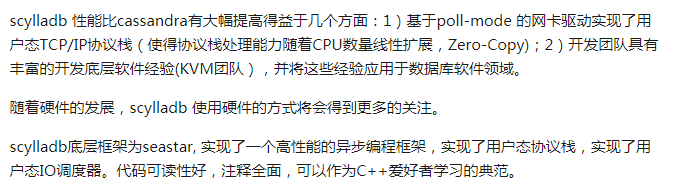 scylladb 性能比cassandra有大幅提高得益于几个方面：1）基于poll-mode 的网卡驱动实现了用
户态TCP/IP协议栈（使得协议栈处理能力随着CPU数量线性扩展，Zero-Copy)；2）开发团队具有
丰富的开发底层软件经验(KVM团队），并将这些经验应用于数据库软件领域。
随着硬件的发展，scylladb 使用硬件的方式将会得到更多的关注。
scylladb底层框架为seastar, 实现了一个高性能的异步编程框架，实现了用户态协议栈，实现了用
户态IO调度器。代码可读性好，注释全面，可以作为C++爱好者学习的典范。